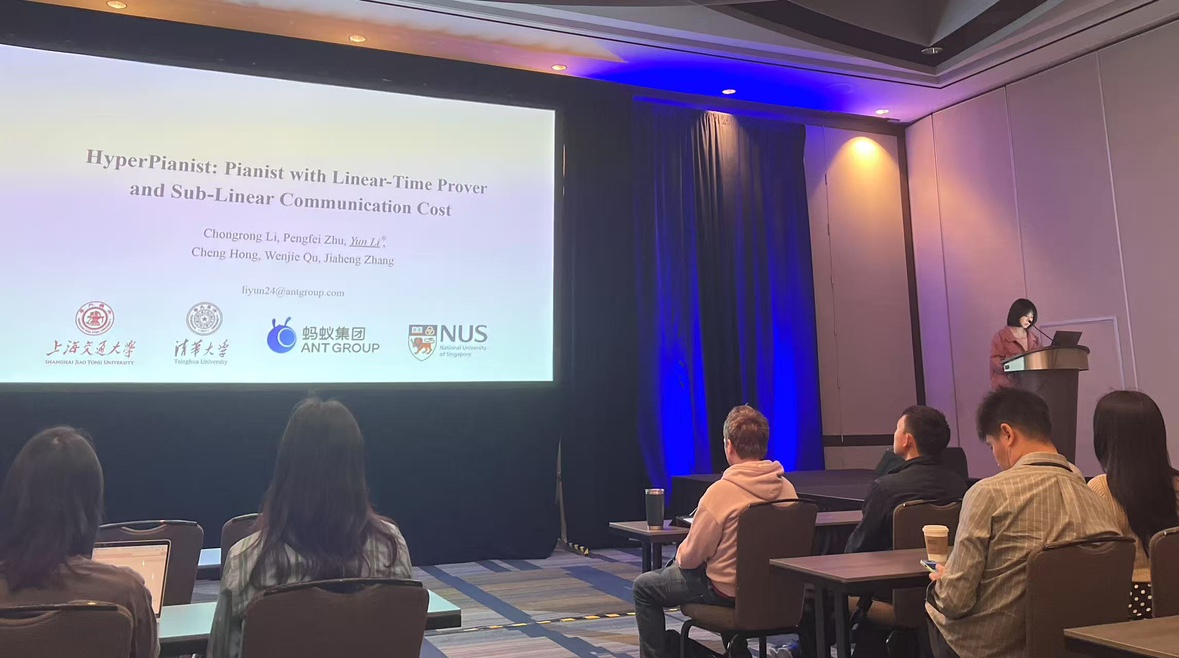 HyperPianist: Pianist with Linear-Time Prover
and Sub-Linear Communication Cost
Chongrong Li, Pengfei Zhu, Yun Li,
Cheng Hong, Wenjie Qu, Jiaheng Zhang
liyun24@antgroup.com
上海交通大学
SHANGHAI JIAO TONG UNIVERSITY
清华大学
Tsinghua University
蚂蚁集团
ANT GROUP
NUS
National University
of Singapore